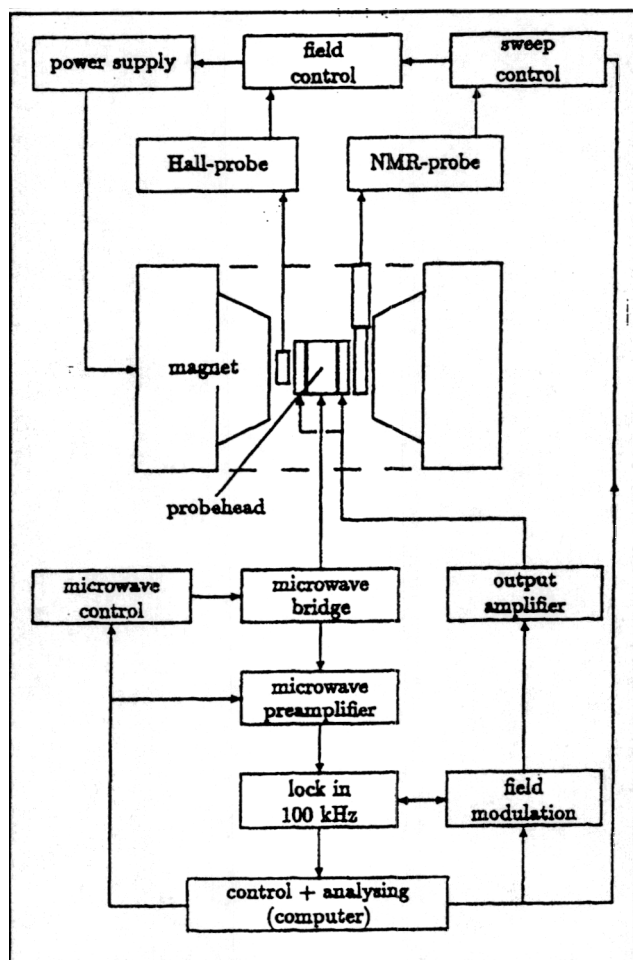 power supply
field
control
sweep
control
Hall-probe
NMR-probe
magnet
probehead
microwave
control
microwave
bridge
output
amplifier
microwave
preamplifier
lock in
100 kHz
field
modulation
control + analysing
(computer)